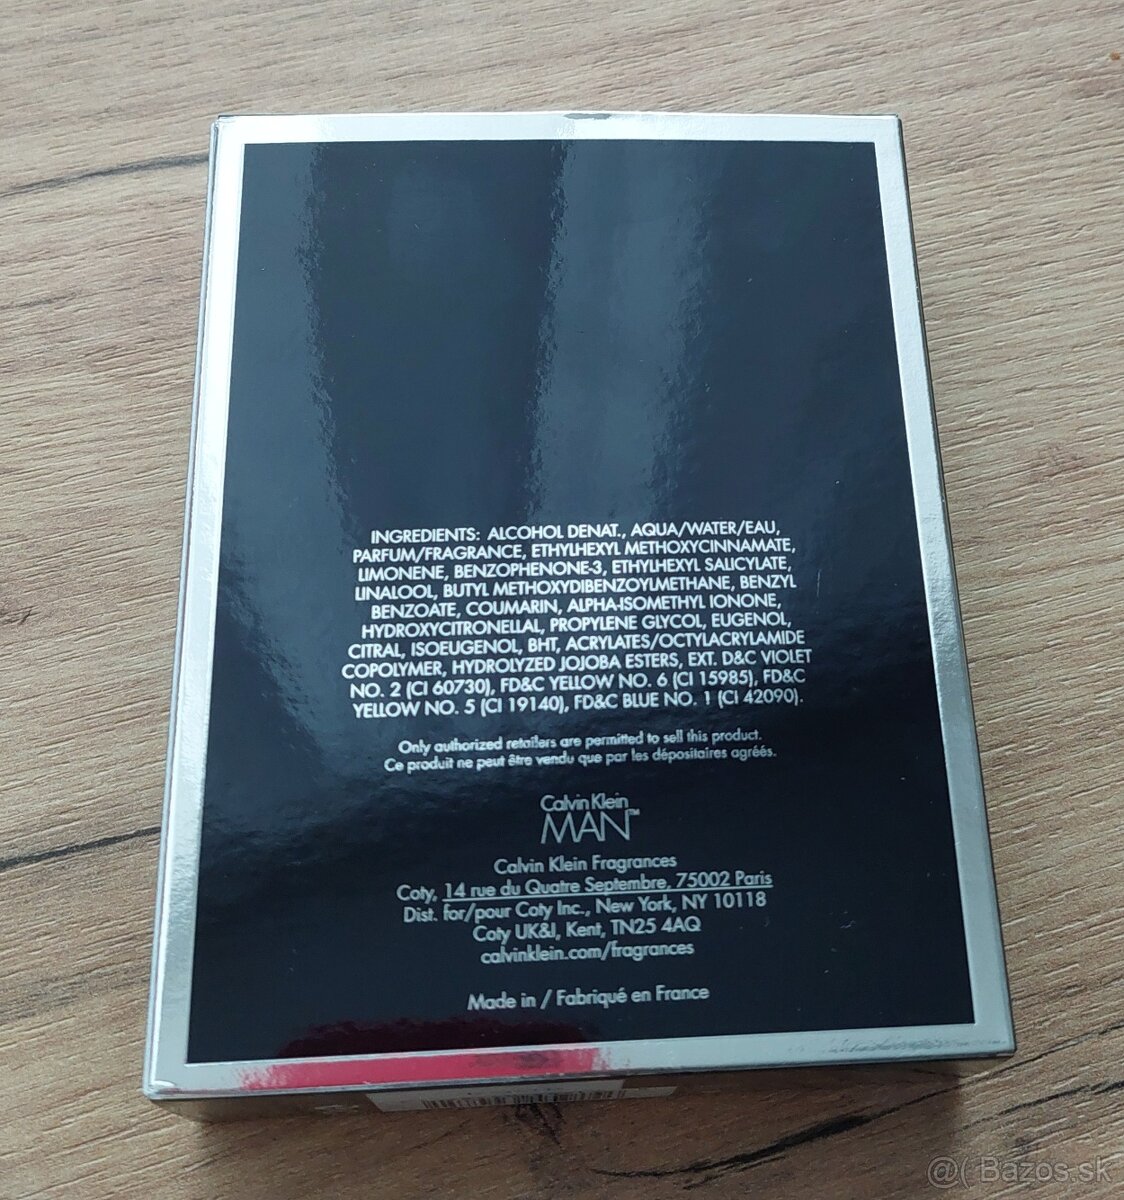 INGREDIENTS: ALCOHOL DENAT., AQUA/WATER/EAU,
PARFUM/FRAGRANCE, ETHYLHEXYL METHOXYCINNAMATE,
LIMONENE, BENZOPHENONE-3, ETHYLHEXYL SALICYLATE,
LINALOOL, BUTYL METHOXYDIBENZOYLMETHANE, BENZYL
BENZOATE, COUMARIN, ALPHA-ISOMETHYL IONONE,
HYDROXYCITRONELLAL, PROPYLENE GLYCOL, EUGENOL,
CITRAL, ISOEUGENOL, BHT, ACRYLATES/OCTYLACRYLAMIDE
COPOLYMER, HYDROLYZED JOJOBA ESTERS, EXT. D&C VIOLET
NO. 2 (CI 60730), FD&C YELLOW NO. 6 (CI 15985), FD&C
YELLOW NO. 5 (CI 19140), FD&C BLUE NO. 1 (CI 42090).
Only authorized retailers are permitted to sell this product.
Ce produit ne peut être vendu que par les dépositaires agréés.
Calvin Klein
MAN™
Calvin Klein Fragrances
Coty, 14 rue du Quatre Septembre, 75002 Paris
Dist. for/pour Coty Inc., New York, NY 10118
Coty UK&I, Kent, TN25 4AQ
calvinklein.com/fragrances
Made in / Fabriqué en France
@( Bazos.sk